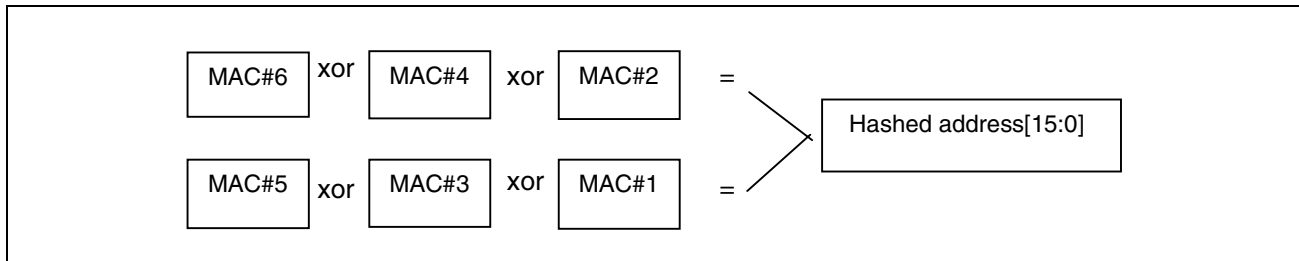 MAC#6 xor MAC#4 xor MAC#2 =
Hashed address[15:0]
MAC#5 xor MAC#3 xor MAC#1 =